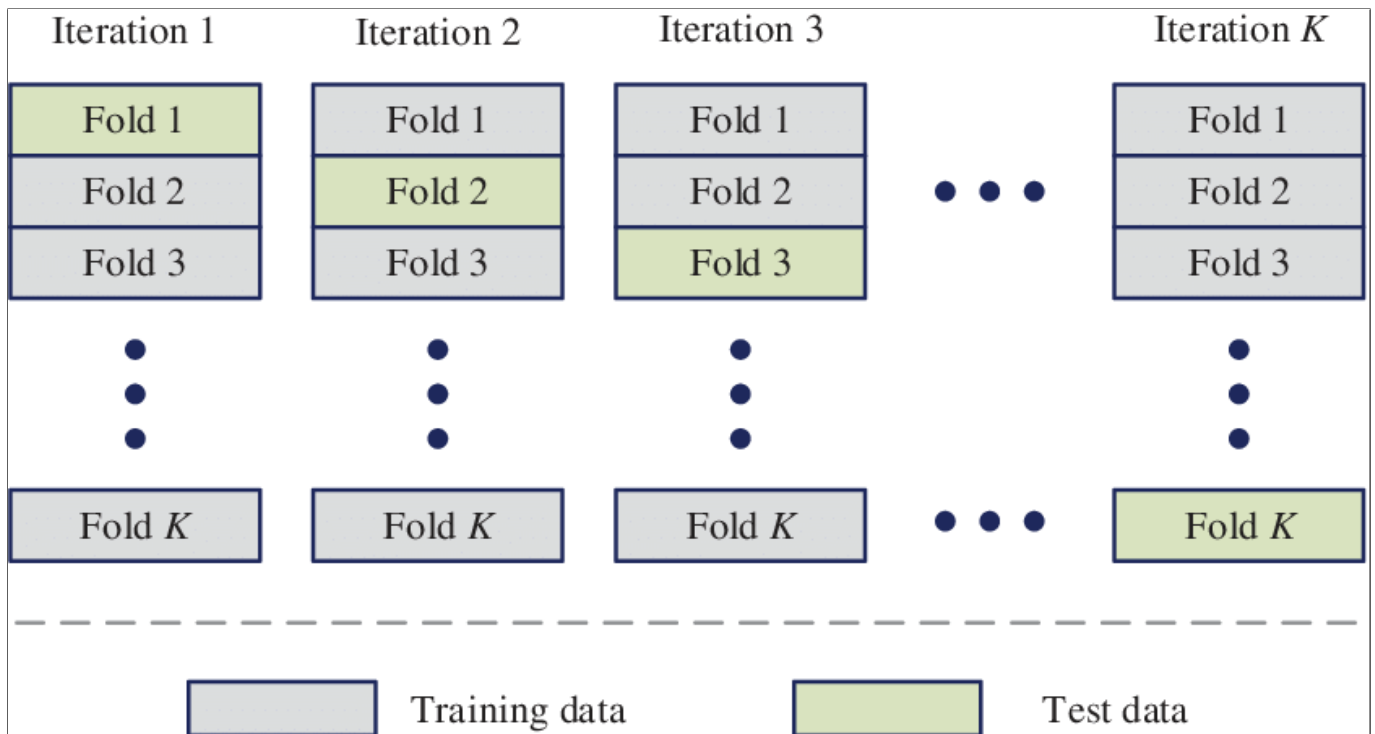 Iteration 1 Iteration 2 Iteration 3 Iteration K
Fold 1 Fold 1 Fold 1 Fold 1
Fold 2 Fold 2 Fold 2 Fold 2
Fold 3 Fold 3 Fold 3 Fold 3
Fold K Fold K Fold K Fold K
Training data Test data